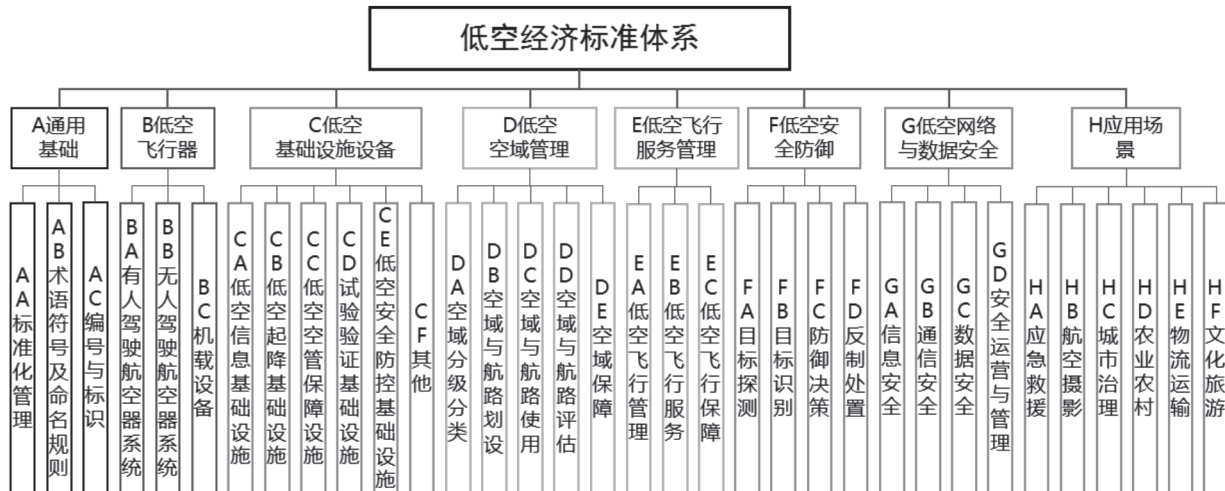 低空经济标准体系
A通用
基础
B低空
飞行器
C低空
基础设施设备
D低空
空域管理
E低空飞行
服务管理
F低空安
全防御
G低空网络
与数据安全
H应用场
景
AA标准化管理
AB术语符号及命名规则
AC编号与标识
BA有人驾驶航空器系统
BB无人驾驶航空器系统
BC机载设备
CA低空信息基础设施
CB低空起降基础设施
CC低空空管保障设施
CD试验验证基础设施
CE低空安全防控基础设施
CF其他
DA空域分级分类
DB空域与航路划设
DC空域与航路使用
DD空域与航路评估
DE空域保障
EA低空飞行管理
EB低空飞行服务
EC低空飞行保障
FA目标探测
FB目标识别
FC防御决策
FD反制处置
GA信息安全
GB通信安全
GC数据安全
GD安全运营与管理
HA应急救援
HB航空摄影
HC城市治理
HD农业农村
HE物流运输
HF文化旅游